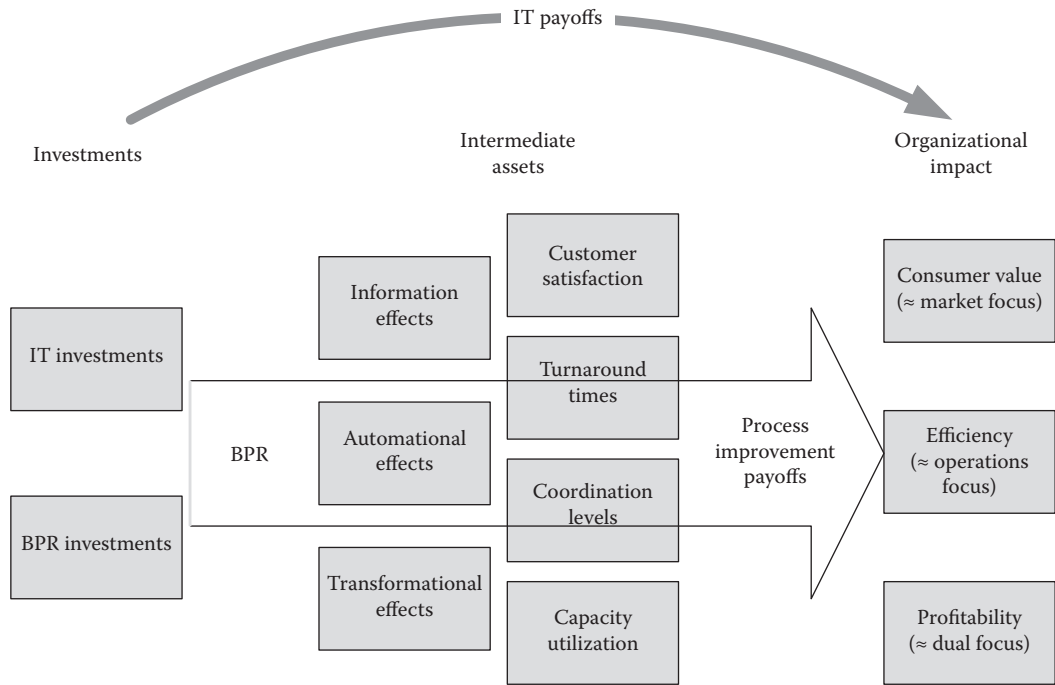 IT payoffs
Investments
Intermediate
assets
Organizational
impact
IT investments
BPR investments
BPR
Information
effects
Automational
effects
Transformational
effects
Customer
satisfaction
Turnaround
times
Coordination
levels
Capacity
utilization
Process
improvement
payoffs
Consumer value
(≈ market focus)
Efficiency
(≈ operations
focus)
Profitability
(≈ dual focus)